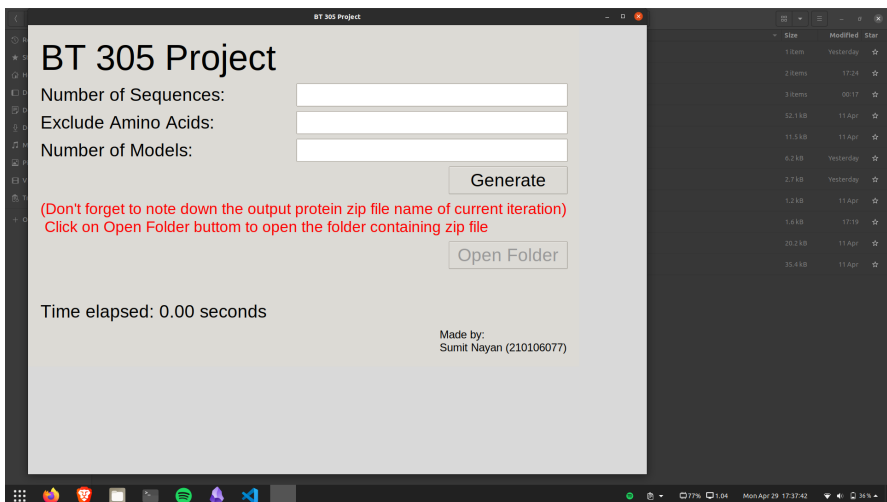 BT 305 Project
Size Modified Star
BT 305 Project
Number of Sequences:
Exclude Amino Acids:
Number of Models:
Generate
(Don't forget to note down the output protein zip file name of current iteration)
Click on Open Folder buttom to open the folder containing zip file
Open Folder
Time elapsed: 0.00 seconds
Made by:
Sumit Nayan (210106077)
1 item Yesterday
2 items 17:24
3 items 00:17
52.1 kB 11 Apr
11.5 kB 11 Apr
6.2 kB Yesterday
2.7 kB Yesterday
1.2 kB 11 Apr
1.6 kB 17:19
20.2 kB 11 Apr
35.4 kB 11 Apr
77% 1.04 Mon Apr 29 17:37:42 36%